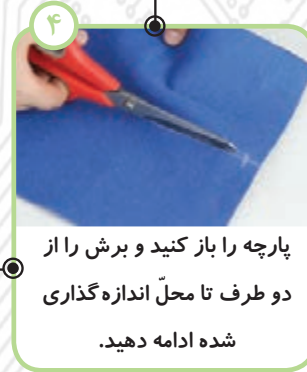 ۴
پارچه را باز کنید و برش را از
دو طرف تا محلّ اندازه‌گذاری
شده ادامه دهید.